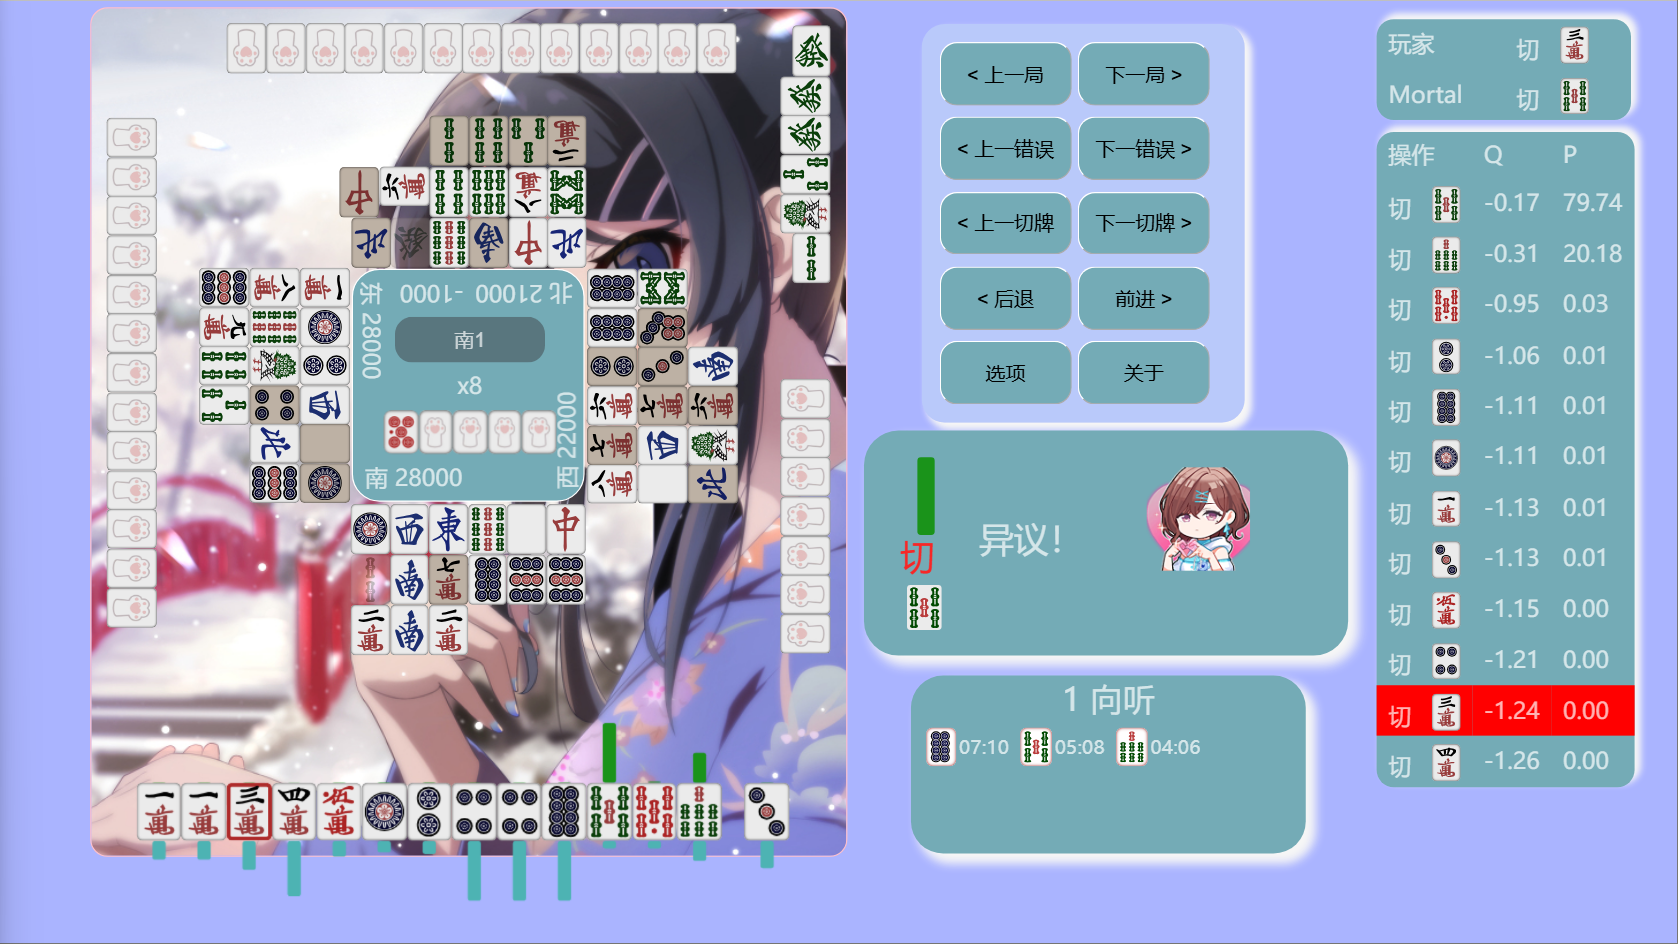 < 上一局
下一局 >
< 上一错误
下一错误 >
< 上一切牌
下一切牌 >
< 后退
前进 >
选项
关于
玩家 切
Mortal 切
操作 Q P
切 -0.17 79.74
切 -0.31 20.18
切 -0.95 0.03
切 -1.06 0.01
切 -1.11 0.01
切 -1.11 0.01
切 -1.13 0.01
切 -1.13 0.01
切 -1.15 0.00
切 -1.21 0.00
切 -1.24 0.00
切 -1.26 0.00
北 21000 -1000
东 28000
南1
x8
西 22000
南 28000
切
异议！
1 向听
07:10 05:08 04:06